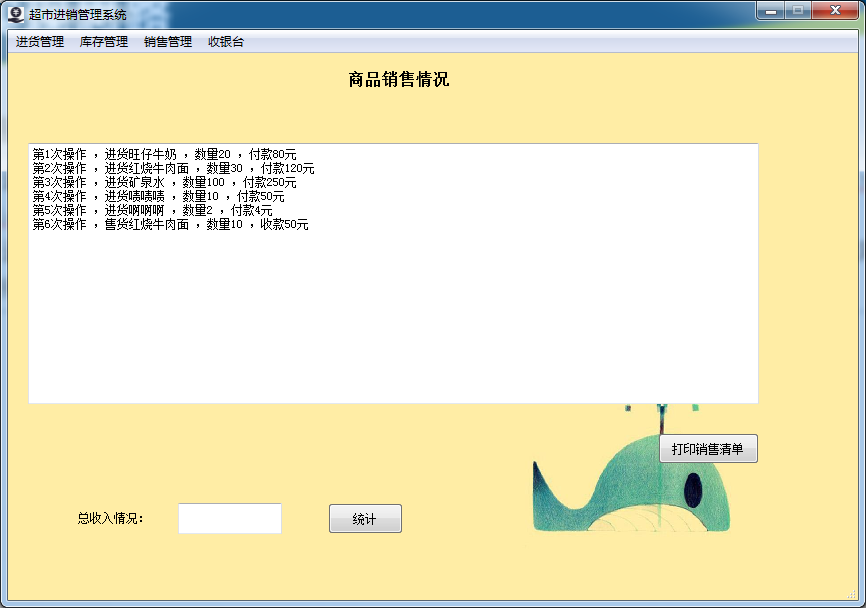 超市进销管理系统
进货管理 库存管理 销售管理 收银台
商品销售情况
第1次操作 ，进货旺仔牛奶 ，数量20 ，付款80元
第2次操作 ，进货红烧牛肉面 ，数量30 ，付款120元
第3次操作 ，进货矿泉水 ，数量100 ，付款250元
第4次操作 ，进货啧啧啧 ，数量10 ，付款50元
第5次操作 ，进货啊啊啊 ，数量2 ，付款4元
第6次操作 ，售货红烧牛肉面 ，数量10 ，收款50元
打印销售清单
总收入情况： 统计